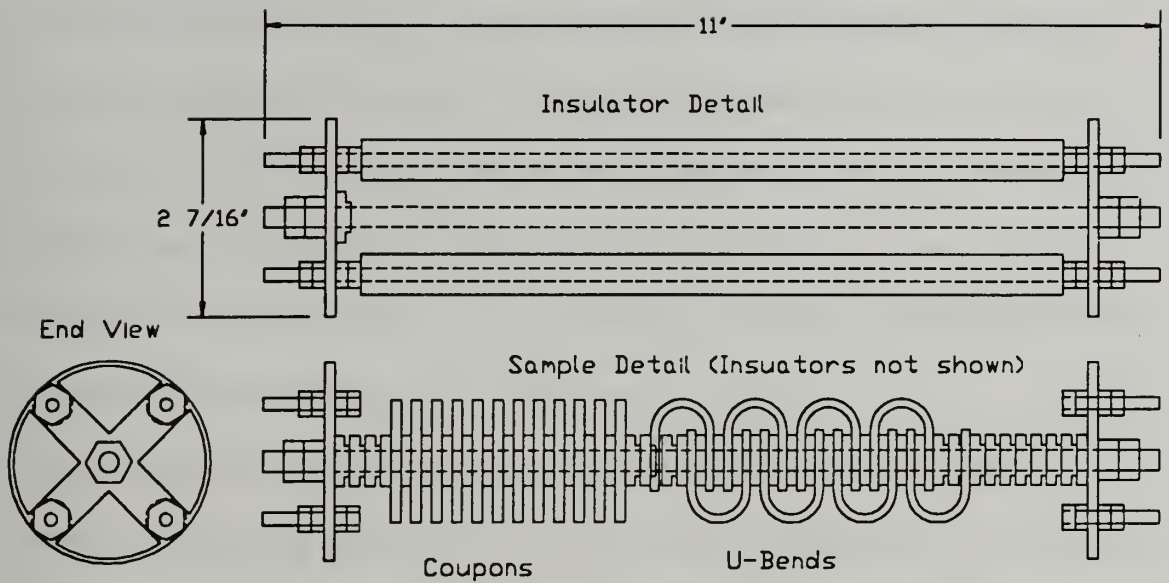 11"
Insulator Detail
2 7/16"
End View
Sample Detail (Insuators not shown)
Coupons
U-Bends